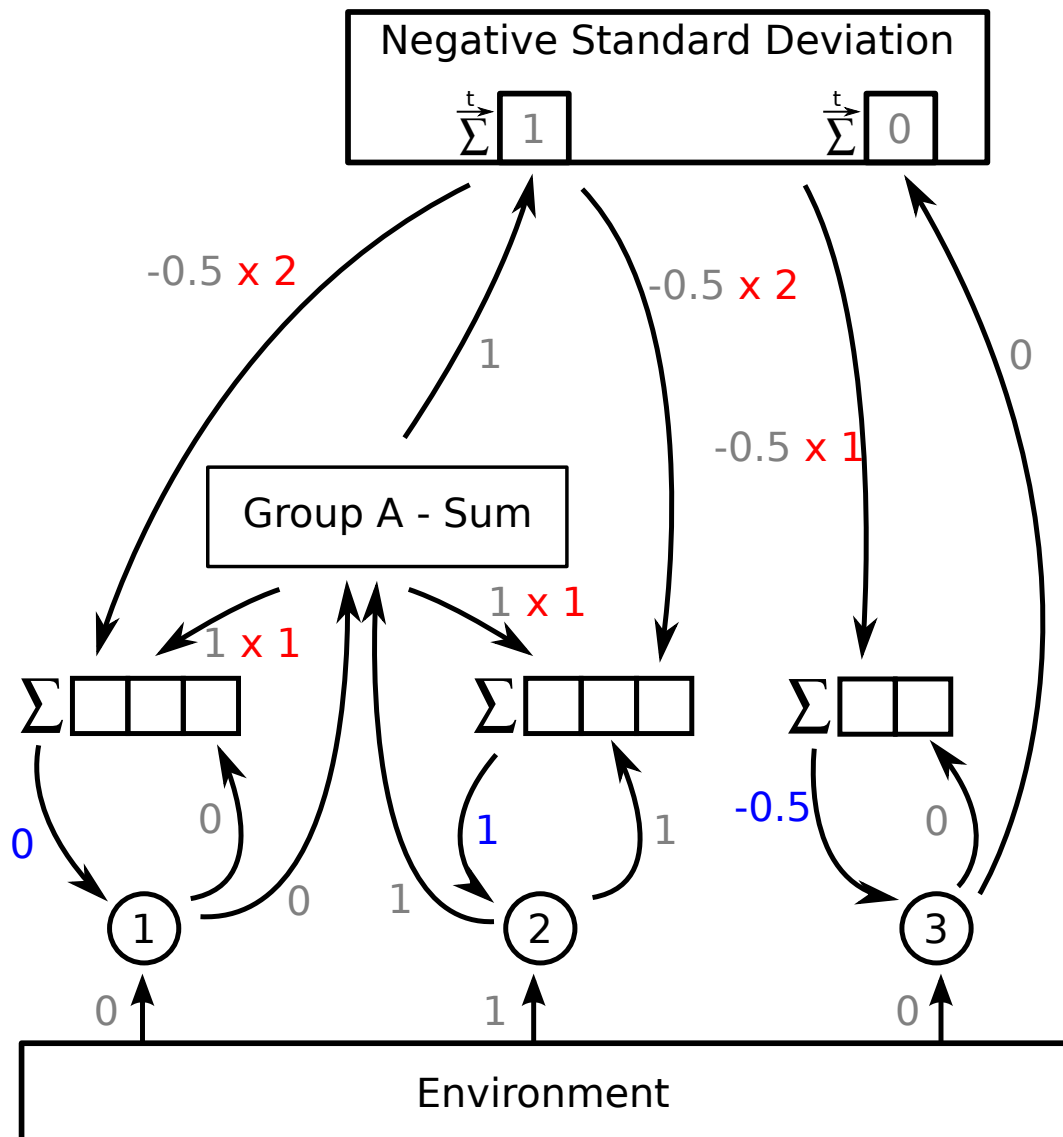 Negative Standard Deviation
t
Σ 1
t
Σ 0
-0.5 x 2
-0.5 x 2
1
0
-0.5 x 1
Group A - Sum
1 x 1
1 x 1
Σ
Σ
Σ
0
0
1
1
-0.5
0
0
1
1
2
3
0
1
0
Environment